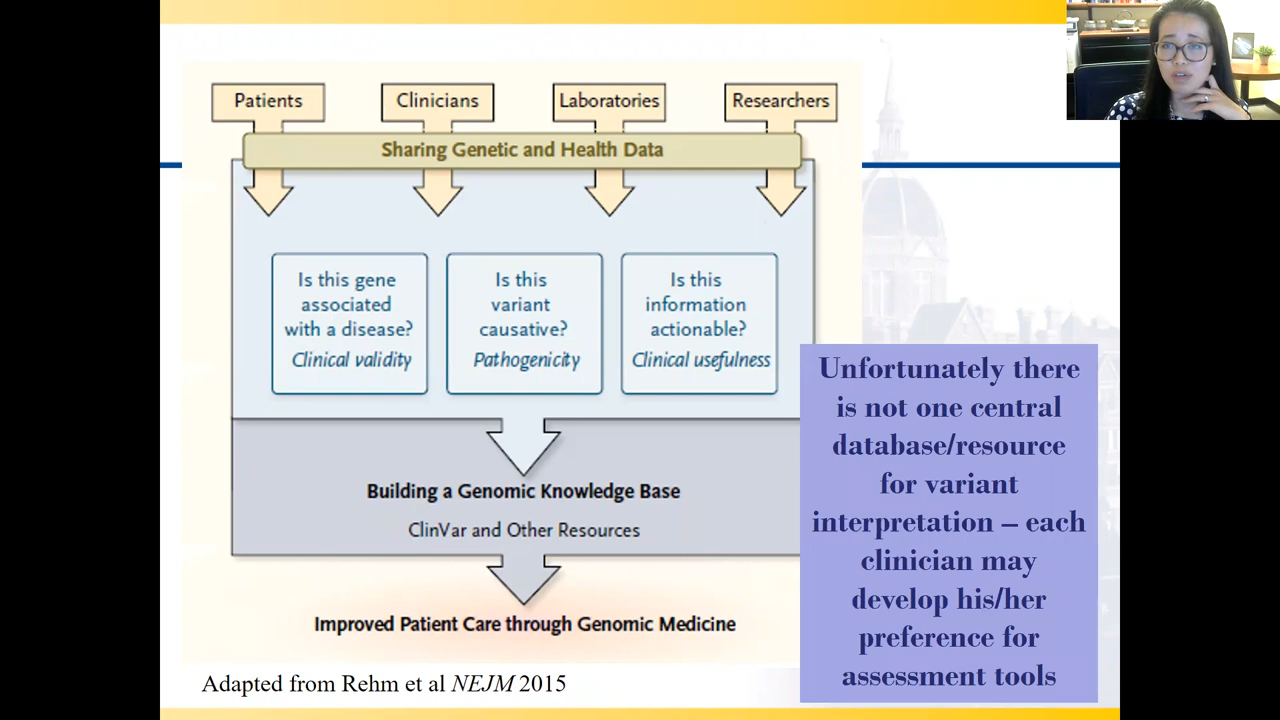 Patients
Clinicians
Laboratories
Researchers
Sharing Genetic and Health Data
Is this gene
associated
with a disease?
Clinical validity
Is this
variant
causative?
Pathogenicity
Is this
information
actionable?
Clinical usefulness
Building a Genomic Knowledge Base
ClinVar and Other Resources
Improved Patient Care through Genomic Medicine
Unfortunately there
is not one central
database/resource
for variant
interpretation – each
clinician may
develop his/her
preference for
assessment tools
Adapted from Rehm et al NEJM 2015